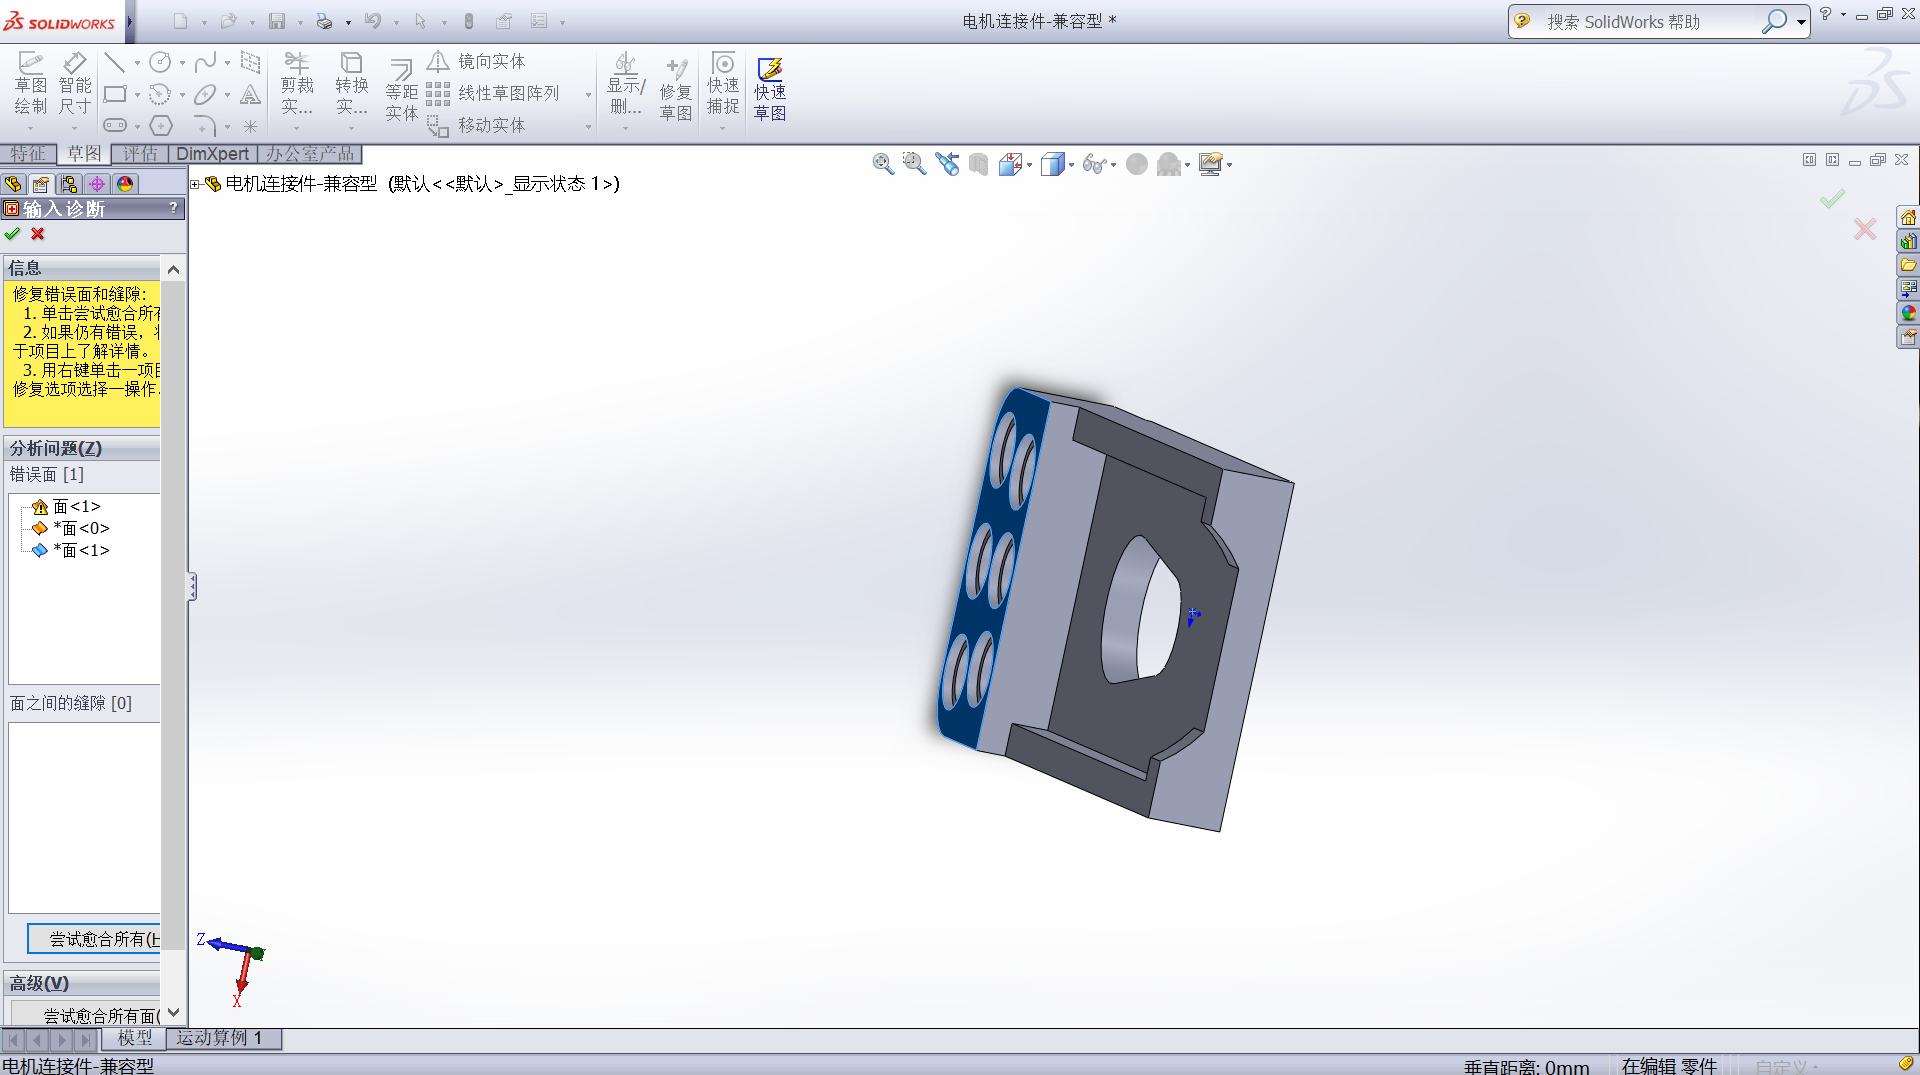 SOLIDWORKS
电机连接件-兼容型 *
搜索 SolidWorks 帮助
草图绘制
智能尺寸
剪裁实...
转换实...
等距实体
镜向实体
线性草图阵列
移动实体
显示/删...
修复草图
快速捕捉
快速草图
特征 草图 评估 DimXpert 办公室产品
电机连接件-兼容型 (默认<<默认>_显示状态 1>)
输入诊断 ?
信息
修复错误面和缝隙:
1. 单击尝试愈合所有
2. 如果仍有错误，
于项目上了解详情。
3. 用右键单击一项目
修复选项选择一操作
分析问题(Z)
错误面 [1]
面<1>
*面<0>
*面<1>
面之间的缝隙 [0]
尝试愈合所有(H
高级(V)
尝试愈合所有面(
Z
X
模型 运动算例 1
电机连接件-兼容型
垂直距离: 0mm 在编辑 零件 自定义